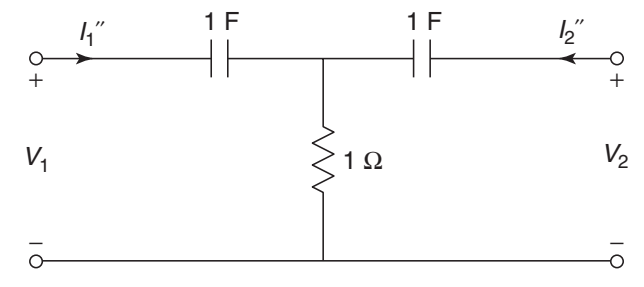 1 F 1 F
I₁″ I₂″
+ +
V₁ 1 Ω V₂
− −